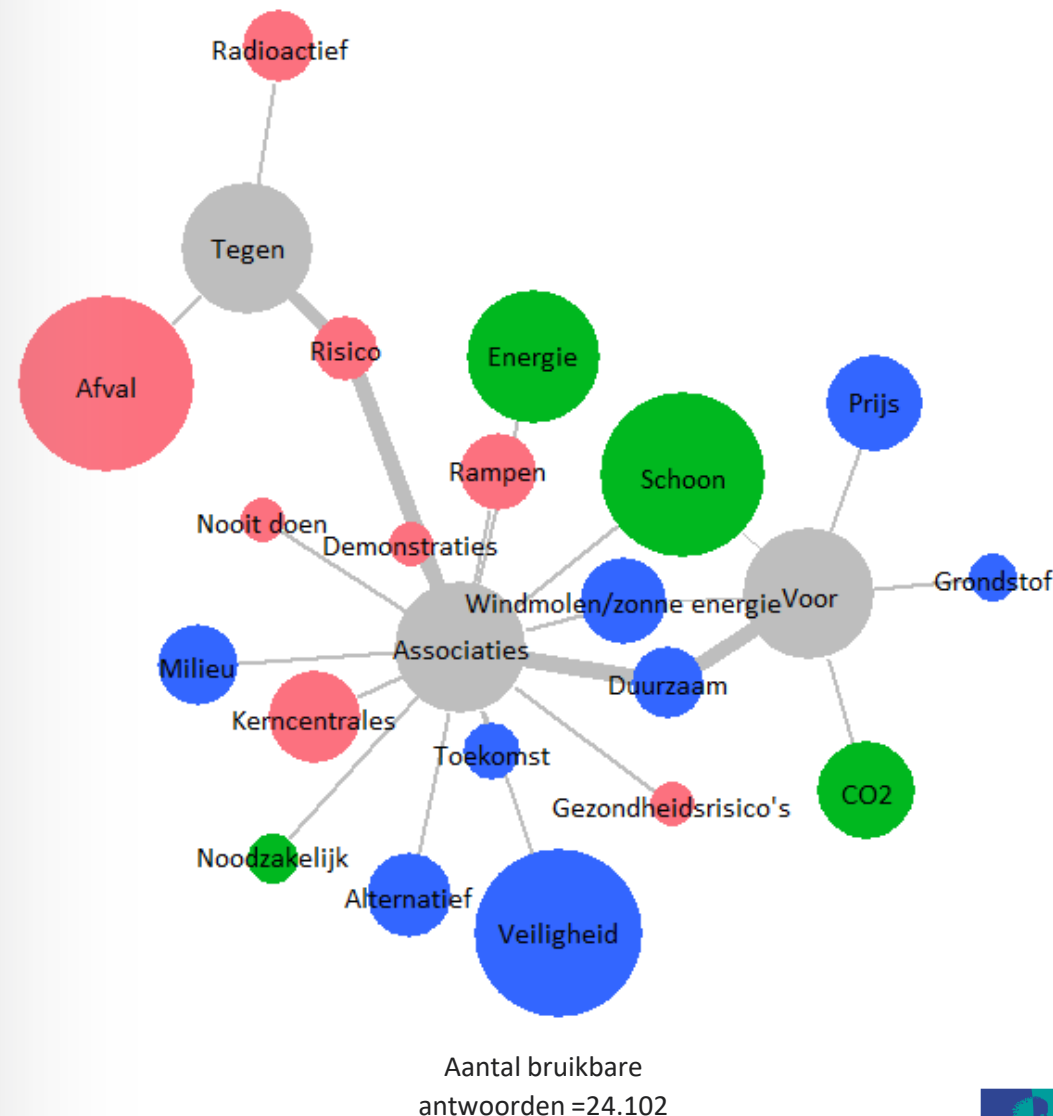 Radioactief
Tegen
Risico
Energie
Afval
Prijs
Rampen
Schoon
Nooit doen
Demonstraties
Grondstof
Windmolen/zonne energie
Voor
Associaties
Milieu
Duurzaam
Kerncentrales
Toekomst
CO2
Gezondheidsrisico's
Noodzakelijk
Alternatief
Veiligheid
Aantal bruikbare
antwoorden =24.102